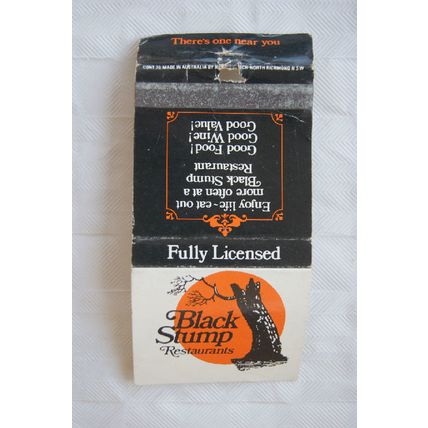 There's one near you
CONT 20 MADE IN AUSTRALIA BY NORTH RICHMOND N S W
Enjoy life ~ eat out
more often at a
Black Stump
Restaurant
Good Food!
Good Wine!
Good Value!
Fully Licensed
Black
Stump
Restaurants